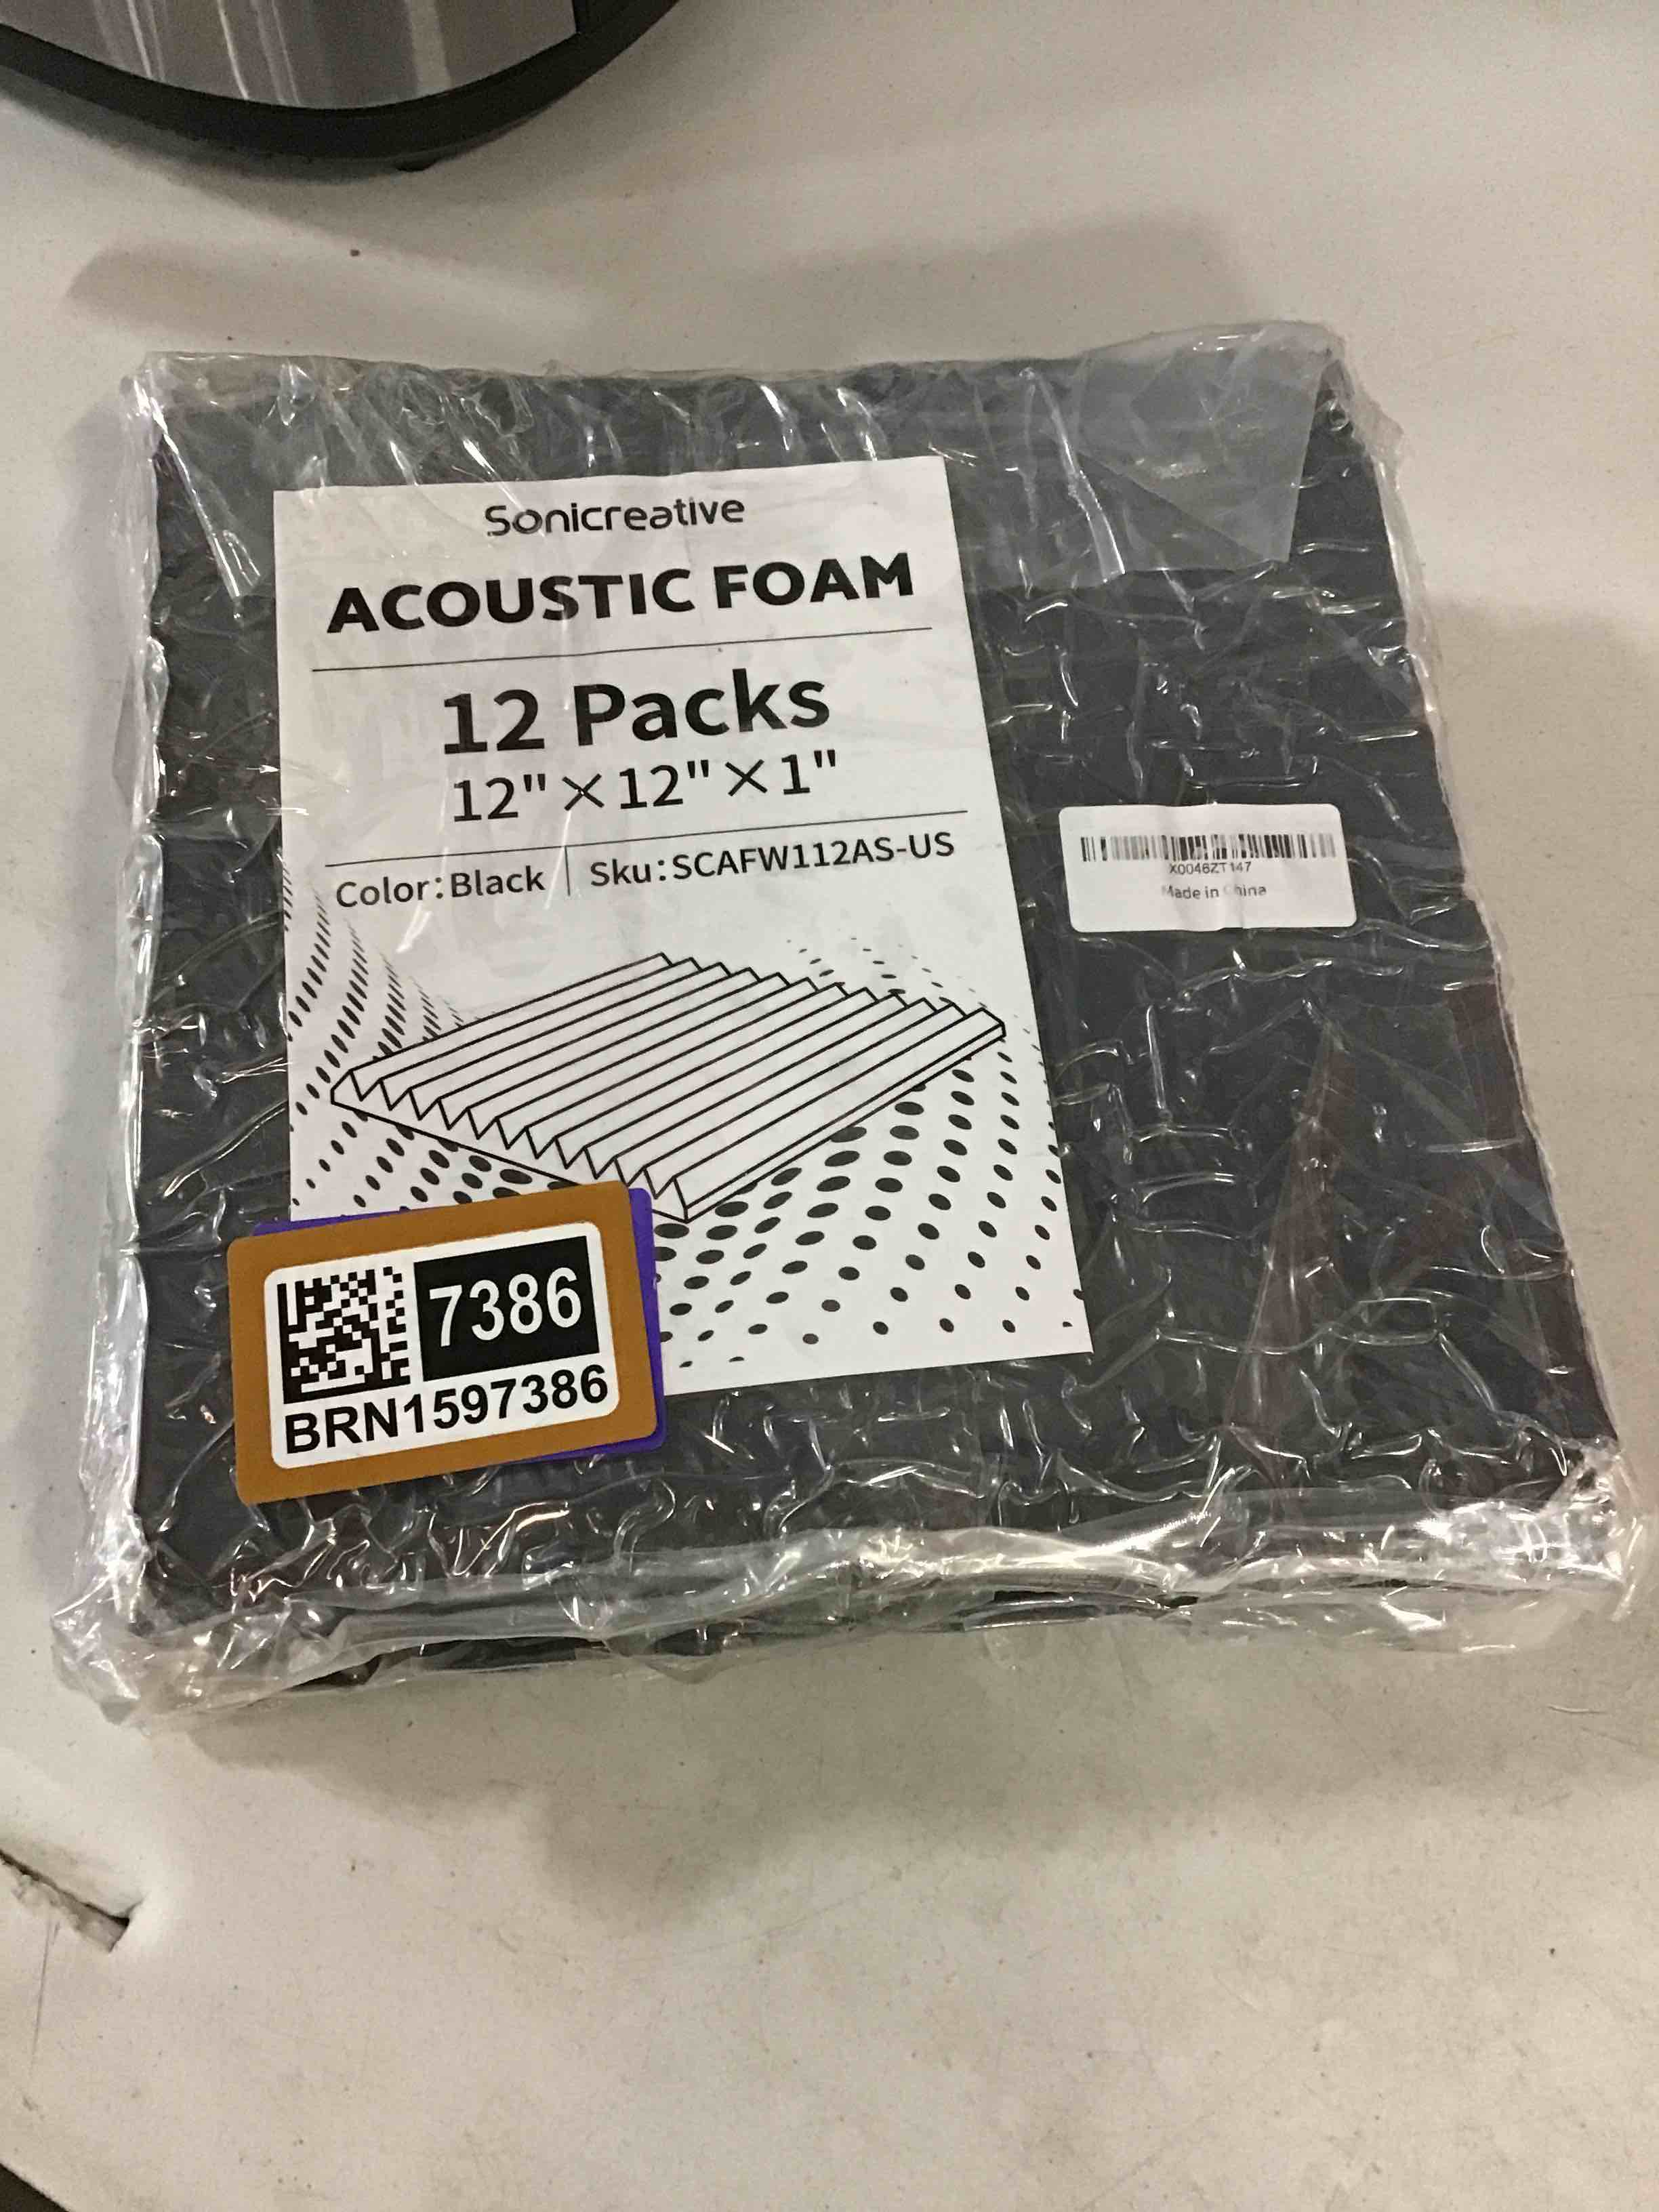 Sonicreative
ACOUSTIC FOAM
12 Packs
12"×12"×1"
Color:Black | Sku:SCAFW112AS-US
X0046ZT147
Made in China
7386
BRN1597386